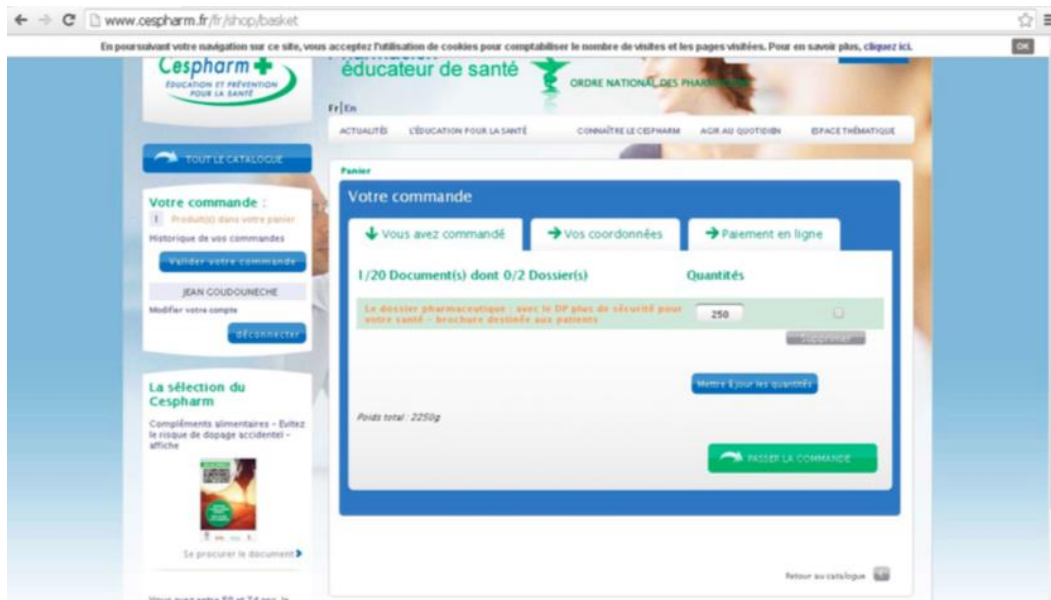 www.cespharm.fr/fr/shop/basket
En poursuivant votre navigation sur ce site, vous acceptez l'utilisation de cookies pour comptabiliser le nombre de visites et les pages visitées. Pour en savoir plus, cliquez ici.
OK
Cespharm
ÉDUCATION ET PRÉVENTION
POUR LA SANTÉ
éducateur de santé
ORDRE NATIONAL DES
Fr|En
ACTUALITÉS
L'ÉDUCATION POUR LA SANTÉ
CONNAÎTRE LE CESPHARM
AGIR AU QUOTIDIEN
ESPACE THÉMATIQUE
TOUT LE CATALOGUE
Votre commande :
1 Produit(s) dans votre panier
Historique de vos commandes
Valider votre commande
JEAN GOUDOUNECHE
Modifier votre compte
déconnecter
La sélection du
Cespharm
Compléments alimentaires - Evitez
le risque de dopage accidentel -
affiche
Se procurer le document
Panier
Votre commande
Vous avez commandé
Vos coordonnées
Paiement en ligne
1/20 Document(s) dont 0/2 Dossier(s)
Quantités
Le dossier pharmaceutique : avec le DP plus de sécurité pour
votre santé - brochure destinée aux patients
250
Supprimer
Mettre à jour les quantités
Poids total : 2250g
PASSER LA COMMANDE
Retour au catalogue